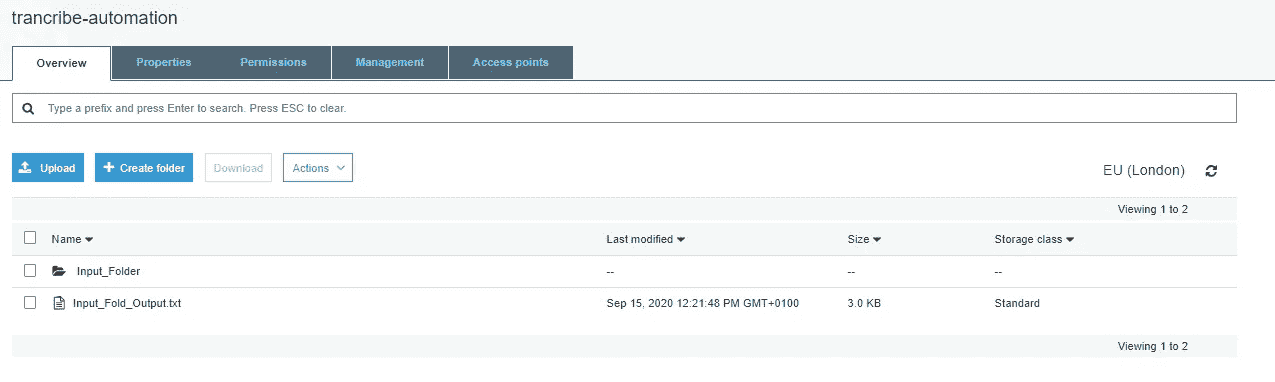 trancribe-automation
Overview Properties Permissions Management Access points
Type a prefix and press Enter to search. Press ESC to clear.
Upload Create folder Download Actions EU (London)
Viewing 1 to 2
Name Last modified Size Storage class
Input_Folder -- -- --
Input_Fold_Output.txt Sep 15, 2020 12:21:48 PM GMT+0100 3.0 KB Standard
Viewing 1 to 2